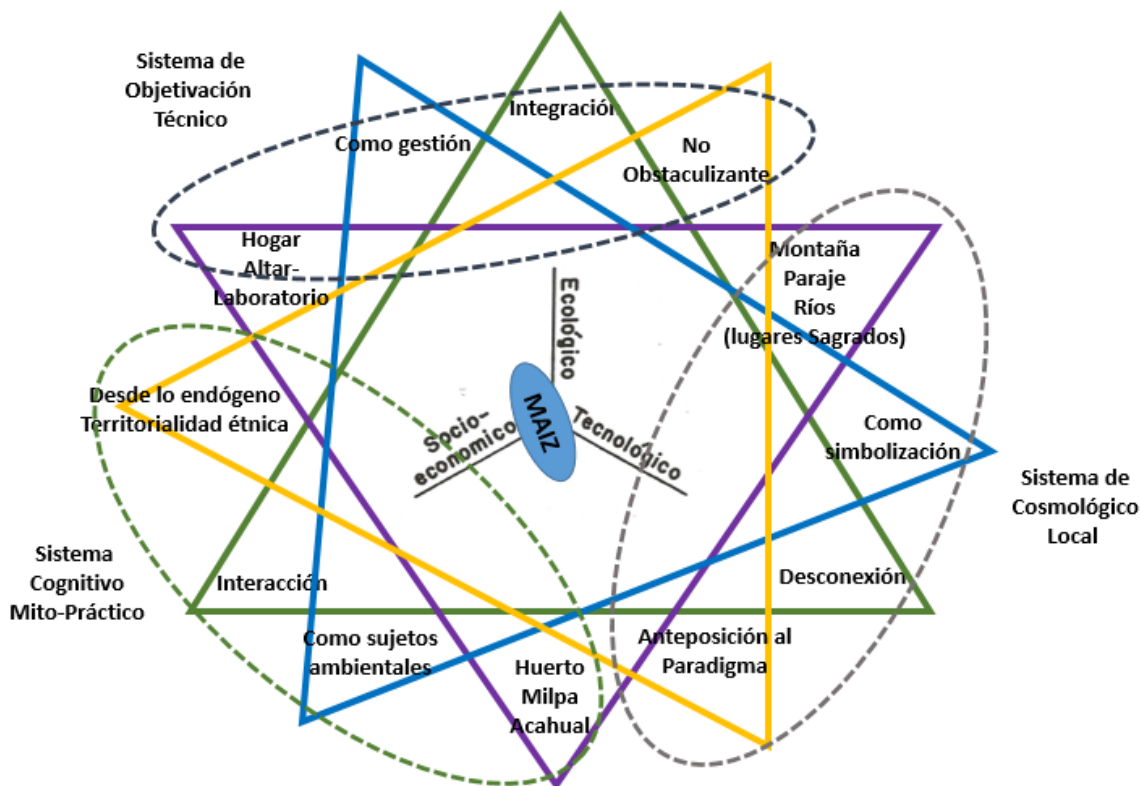 Sistema de
Objetivación
Técnico
Integración
Como gestión
No
Obstaculizante
Hogar
Altar-
Laboratorio
Montaña
Paraje
Ríos
(lugares Sagrados)
Ecológico
MAIZ
Socio-
economico
Tecnológico
Desde lo endógeno
Territorialidad étnica
Como
simbolización
Sistema de
Cosmológico
Local
Sistema
Cognitivo
Mito-Práctico
Interacción
Desconexión
Como sujetos
ambientales
Huerto
Milpa
Acahual
Anteposición al
Paradigma